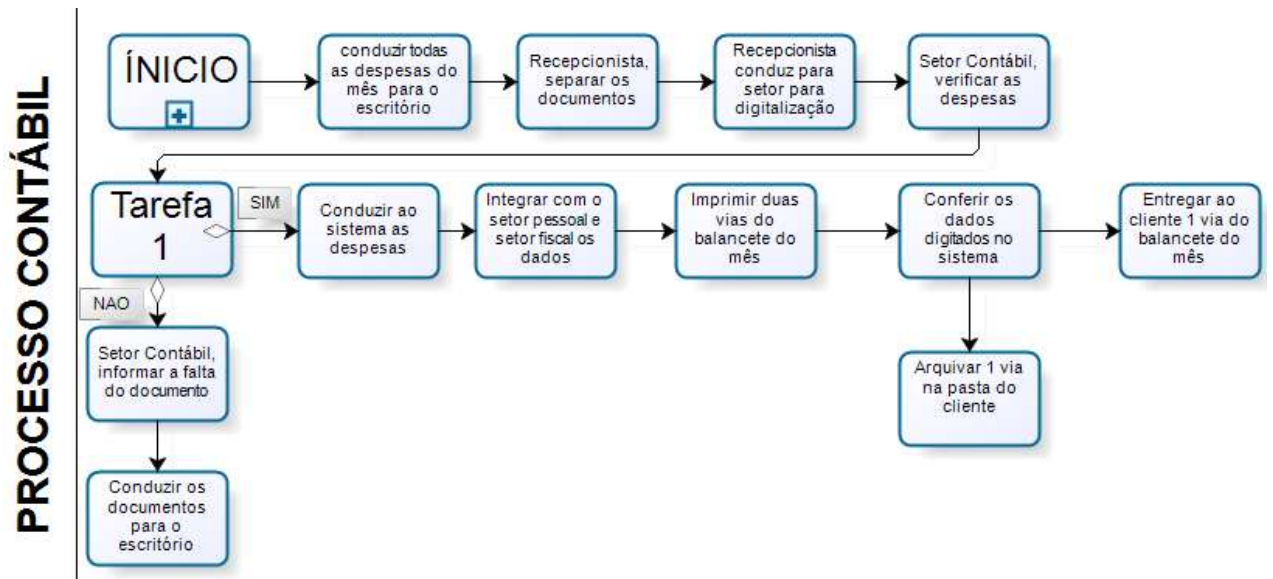 PROCESSO CONTÁBIL
ÍNICIO
conduzir todas
as despesas do
mês para o
escritório
Recepcionista,
separar os
documentos
Recepcionista
conduz para
setor para
digitalização
Setor Contábil,
verificar as
despesas
Tarefa
1
SIM
Conduzir ao
sistema as
despesas
Integrar com o
setor pessoal e
setor fiscal os
dados
Imprimir duas
vias do
balancete do
mês
Conferir os
dados
digitados no
sistema
Entregar ao
cliente 1 via do
balancete do
mês
NAO
Setor Contábil,
informar a falta
do documento
Arquivar 1 via
na pasta do
cliente
Conduzir os
documentos
para o
escritório